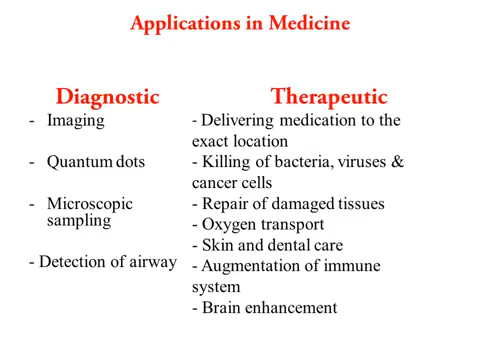 Applications in Medicine
Diagnostic
- Imaging
- Quantum dots
- Microscopic
sampling
- Detection of airway
Therapeutic
- Delivering medication to the
exact location
- Killing of bacteria, viruses &
cancer cells
- Repair of damaged tissues
- Oxygen transport
- Skin and dental care
- Augmentation of immune
system
- Brain enhancement